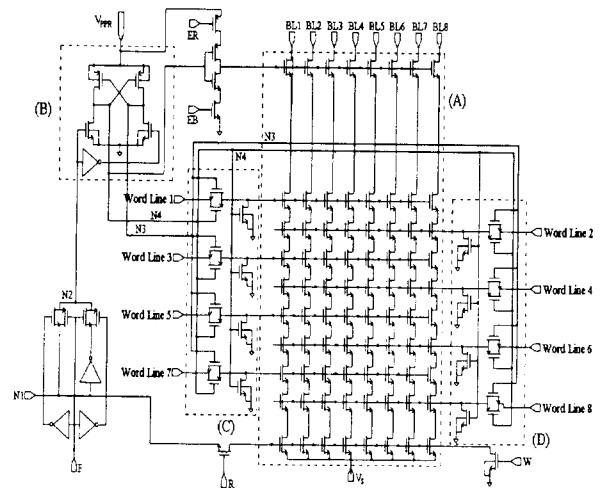 V_PPR
BL1 BL2 BL3 BL4 BL5 BL6 BL7 BL8
ER
(B)
(A)
EB
N3
N4
Word Line 1
N4
Word Line 2
N3
Word Line 3
Word Line 4
N2
Word Line 5
Word Line 6
Word Line 7
N1
Word Line 8
(C)
(D)
R
V_S
W